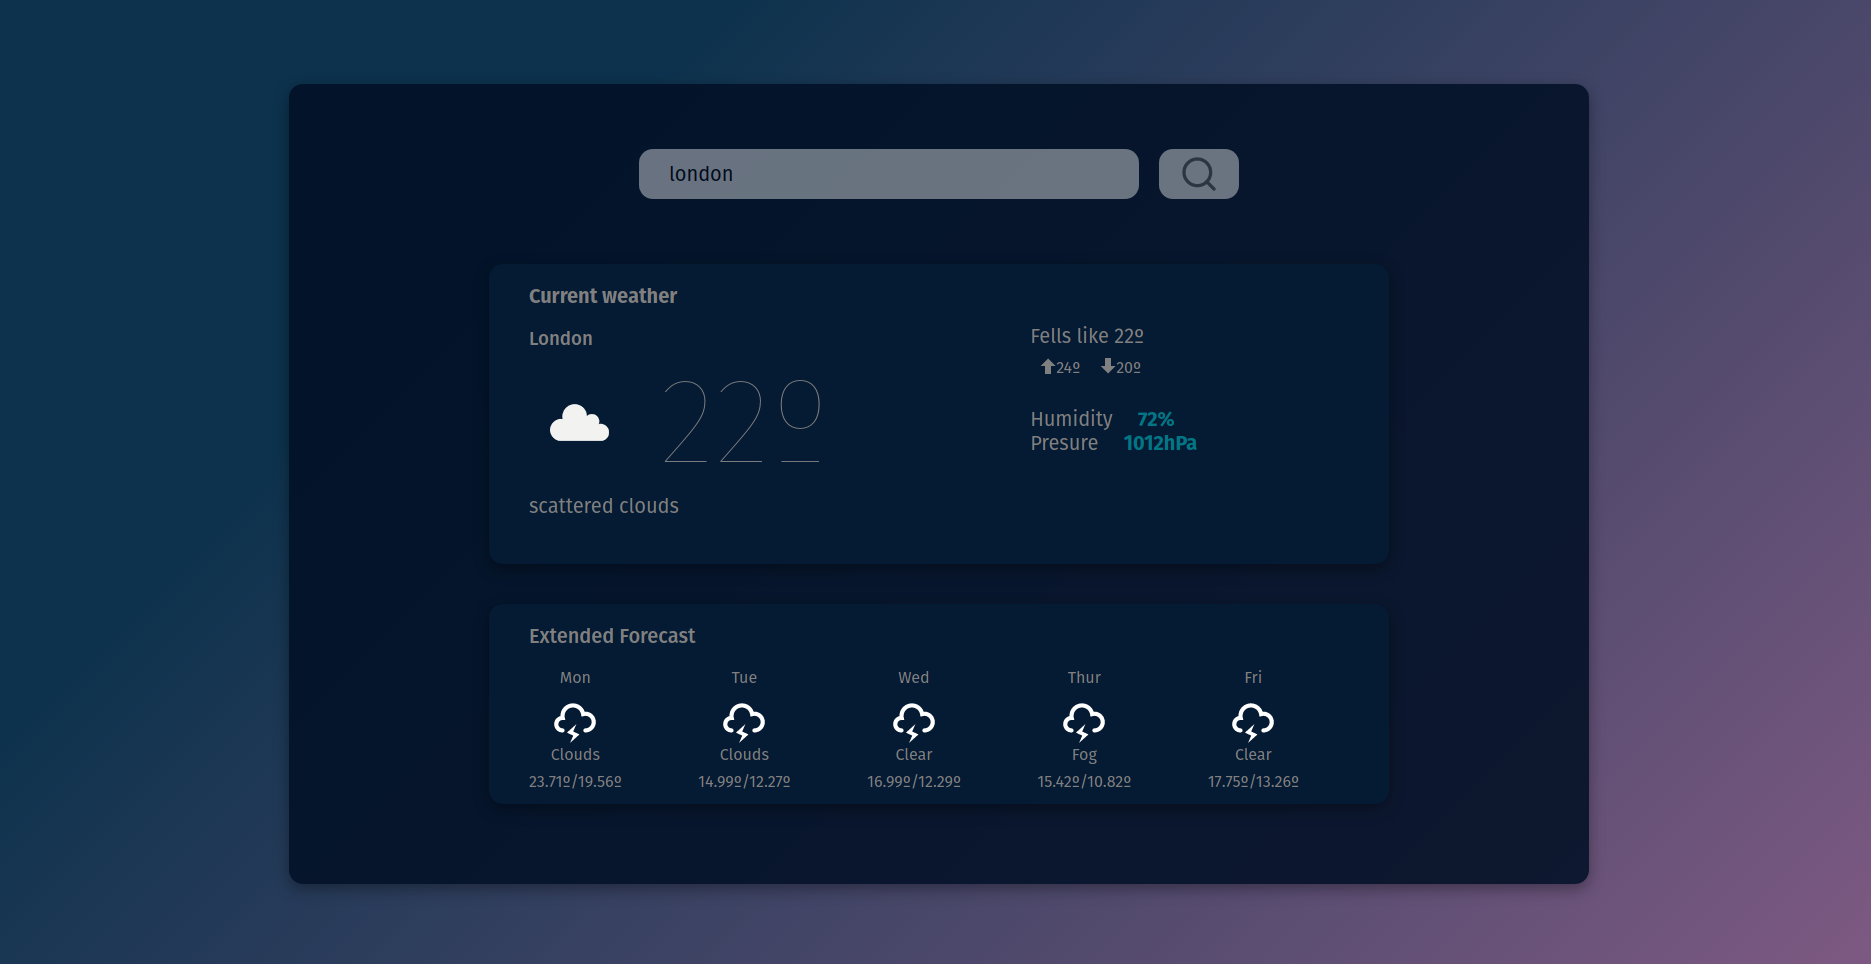 london
Current weather
London
Fells like 22º
24º 20º
22º
Humidity 72%
Presure 1012hPa
scattered clouds
Extended Forecast
Mon Tue Wed Thur Fri
Clouds Clouds Clear Fog Clear
23.71º/19.56º 14.99º/12.27º 16.99º/12.29º 15.42º/10.82º 17.75º/13.26º